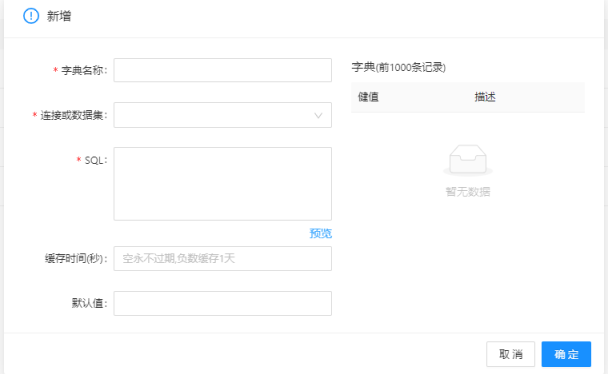 新增
* 字典名称:
* 连接或数据集:
* SQL:
预览
缓存时间(秒): 空永不过期,负数缓存1天
默认值:
字典(前1000条记录)
健值 描述
暂无数据
取 消 确 定